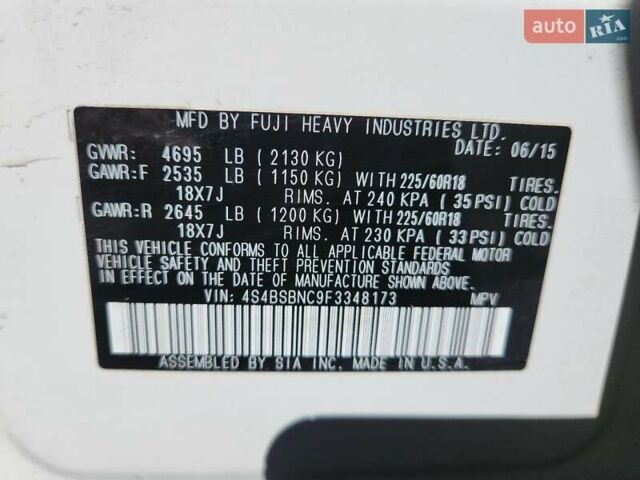 auto RIA.com
MFD BY FUJI HEAVY INDUSTRIES LTD.
DATE: 06/15
GVWR: 4695 LB (2130 KG)
GAWR:F 2535 LB (1150 KG) WITH 225/60R18 TIRES.
18X7J RIMS. AT 240 KPA (35 PSI) COLD
GAWR:R 2645 LB (1200 KG) WITH 225/60R18 TIRES.
18X7J RIMS. AT 230 KPA (33 PSI) COLD
THIS VEHICLE CONFORMS TO ALL APPLICABLE FEDERAL MOTOR
VEHICLE SAFETY AND THEFT PREVENTION STANDARDS
IN EFFECT ON THE DATE OF MANUFACTURE SHOWN ABOVE.
VIN: 4S4BSBNC9F3348173 MPV
ASSEMBLED BY SIA INC. MADE IN U.S.A.